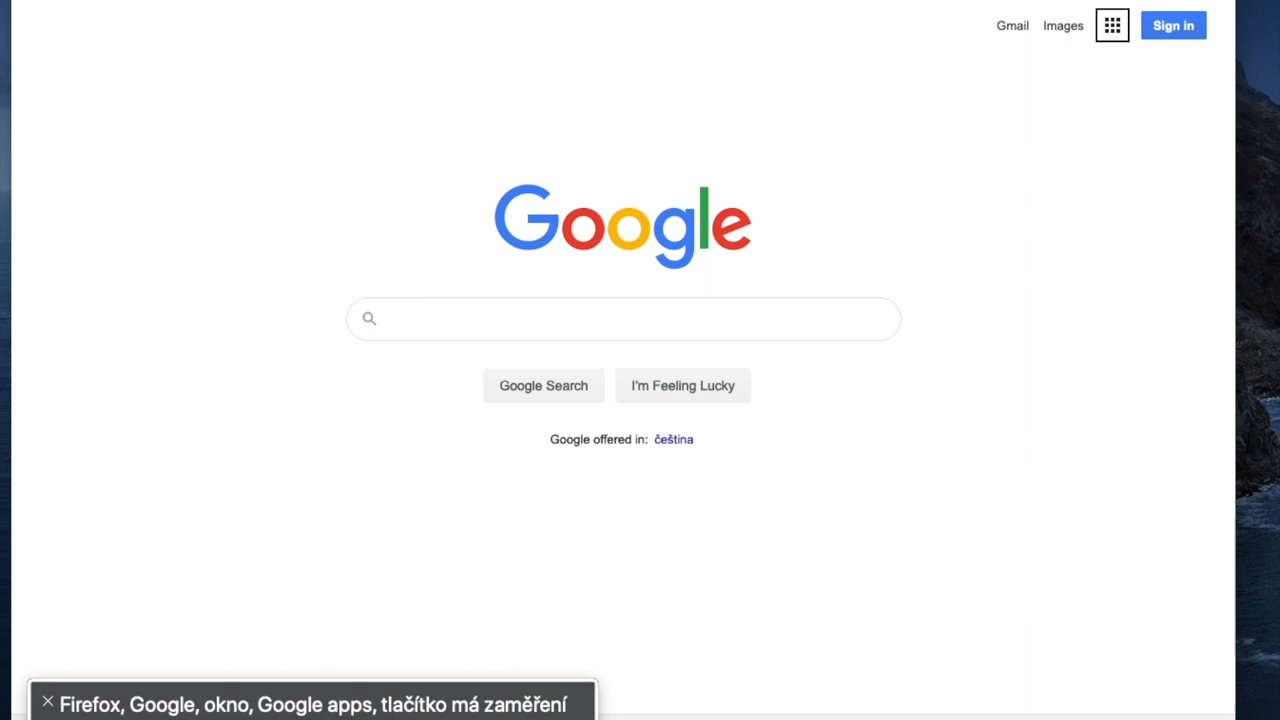 Gmail Images Sign in
Google
Google Search I'm Feeling Lucky
Google offered in: čeština
Firefox, Google, okno, Google apps, tlačítko má zaměření